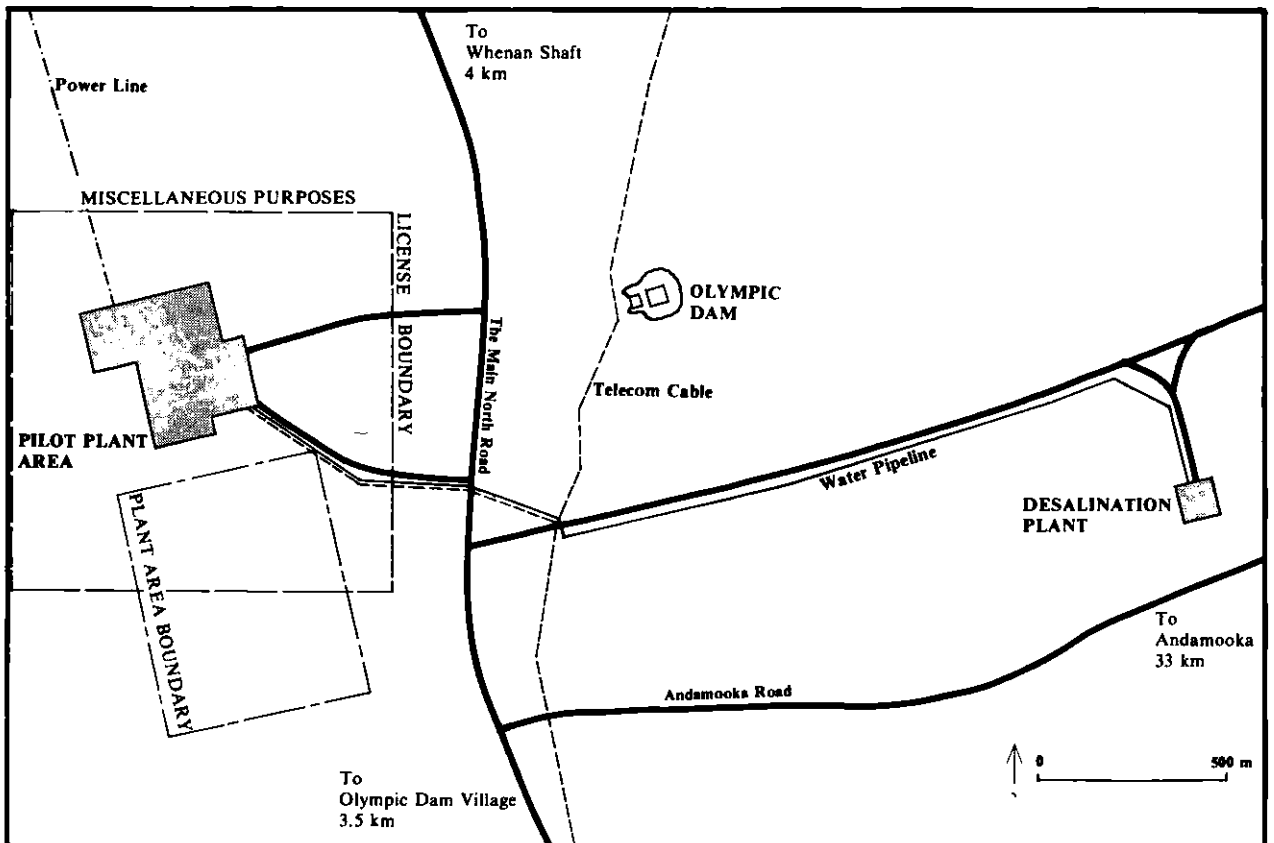 To
Whenan Shaft
4 km
Power Line
MISCELLANEOUS PURPOSES
LICENSE BOUNDARY
OLYMPIC
DAM
The Main North Road
Telecom Cable
PILOT PLANT
AREA
Water Pipeline
DESALINATION
PLANT
PLANT AREA BOUNDARY
To
Andamooka
33 km
Andamooka Road
To
Olympic Dam Village
3.5 km
0 500 m